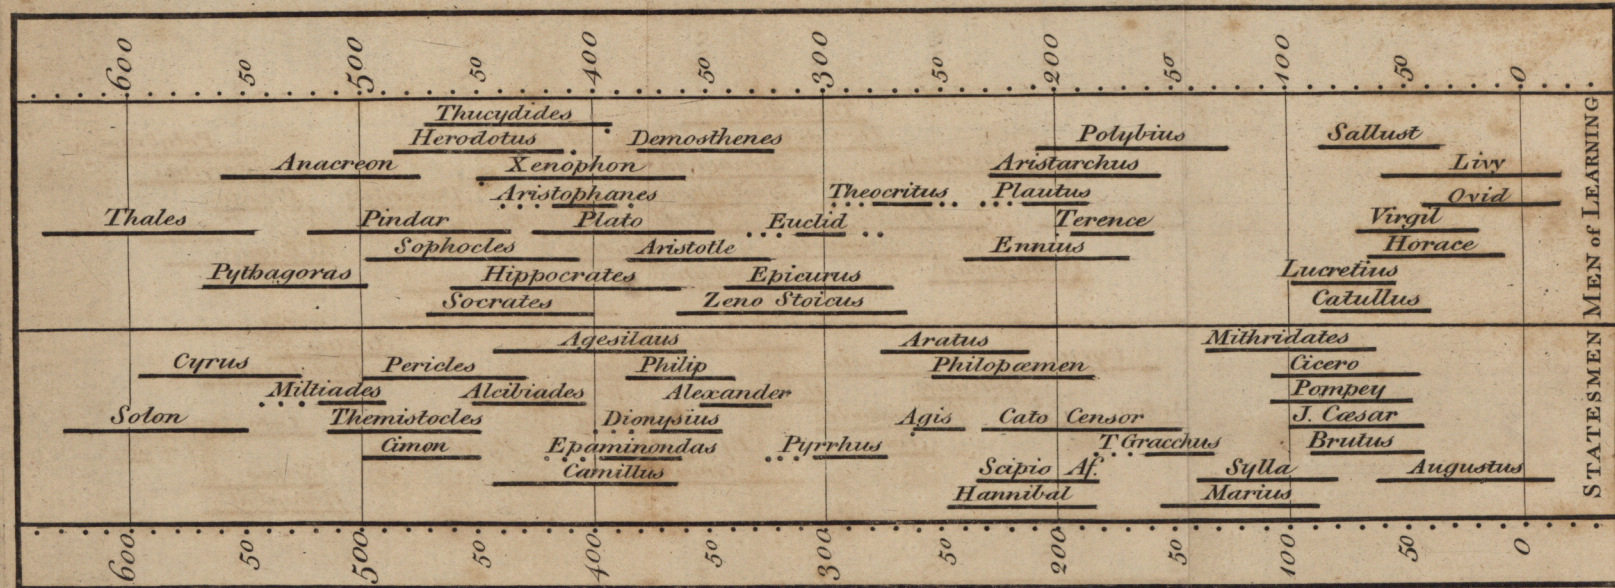 600 50 500 50 400 50 300 50 200 50 100 50 0
Thucydides
Herodotus Demosthenes Polybius Sallust
Anacreon Xenophon Aristarchus Livy
Aristophanes Theocritus Plautus Ovid
Thales Pindar Plato Euclid Terence Virgil
Sophocles Aristotle Ennius Horace
Pythagoras Hippocrates Epicurus Lucretius
Socrates Zeno Stoicus Catullus
MEN of LEARNING
Agesilaus Aratus Mithridates
Cyrus Pericles Philip Philopæmen Cicero
Miltiades Alcibiades Alexander Pompey
Solon Themistocles Dionysius Agis Cato Censor J. Cæsar
Cimon Epaminondas Pyrrhus T Gracchus Brutus
Camillus Scipio Af. Sylla Augustus
Hannibal Marius
STATESMEN
600 50 500 50 400 50 300 50 200 50 100 50 0